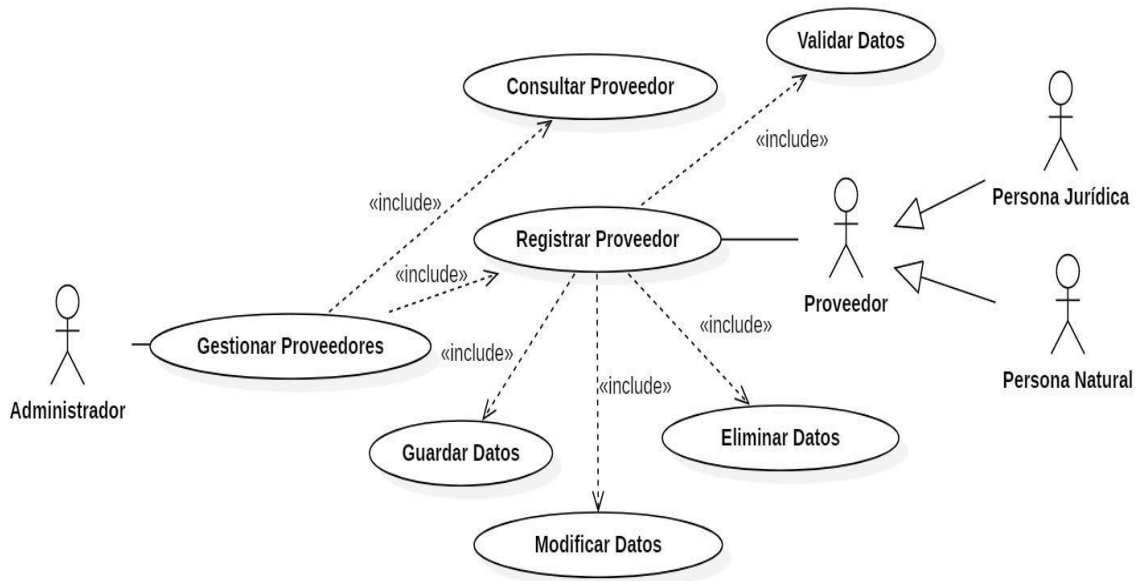 Validar Datos
Consultar Proveedor
«include»
Persona Jurídica
«include»
Registrar Proveedor
«include»
Proveedor
Gestionar Proveedores
«include»
«include»
Persona Natural
«include»
Administrador
Guardar Datos
Eliminar Datos
Modificar Datos